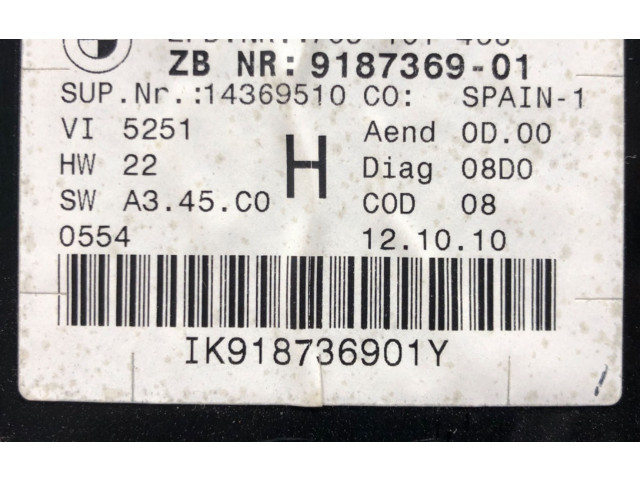 ZB NR: 9187369-01
SUP.Nr.:14369510 CO: SPAIN-1
VI 5251 Aend 0D.00
HW 22 H Diag 08D0
SW A3.45.C0 COD 08
0554 12.10.10
IK918736901Y